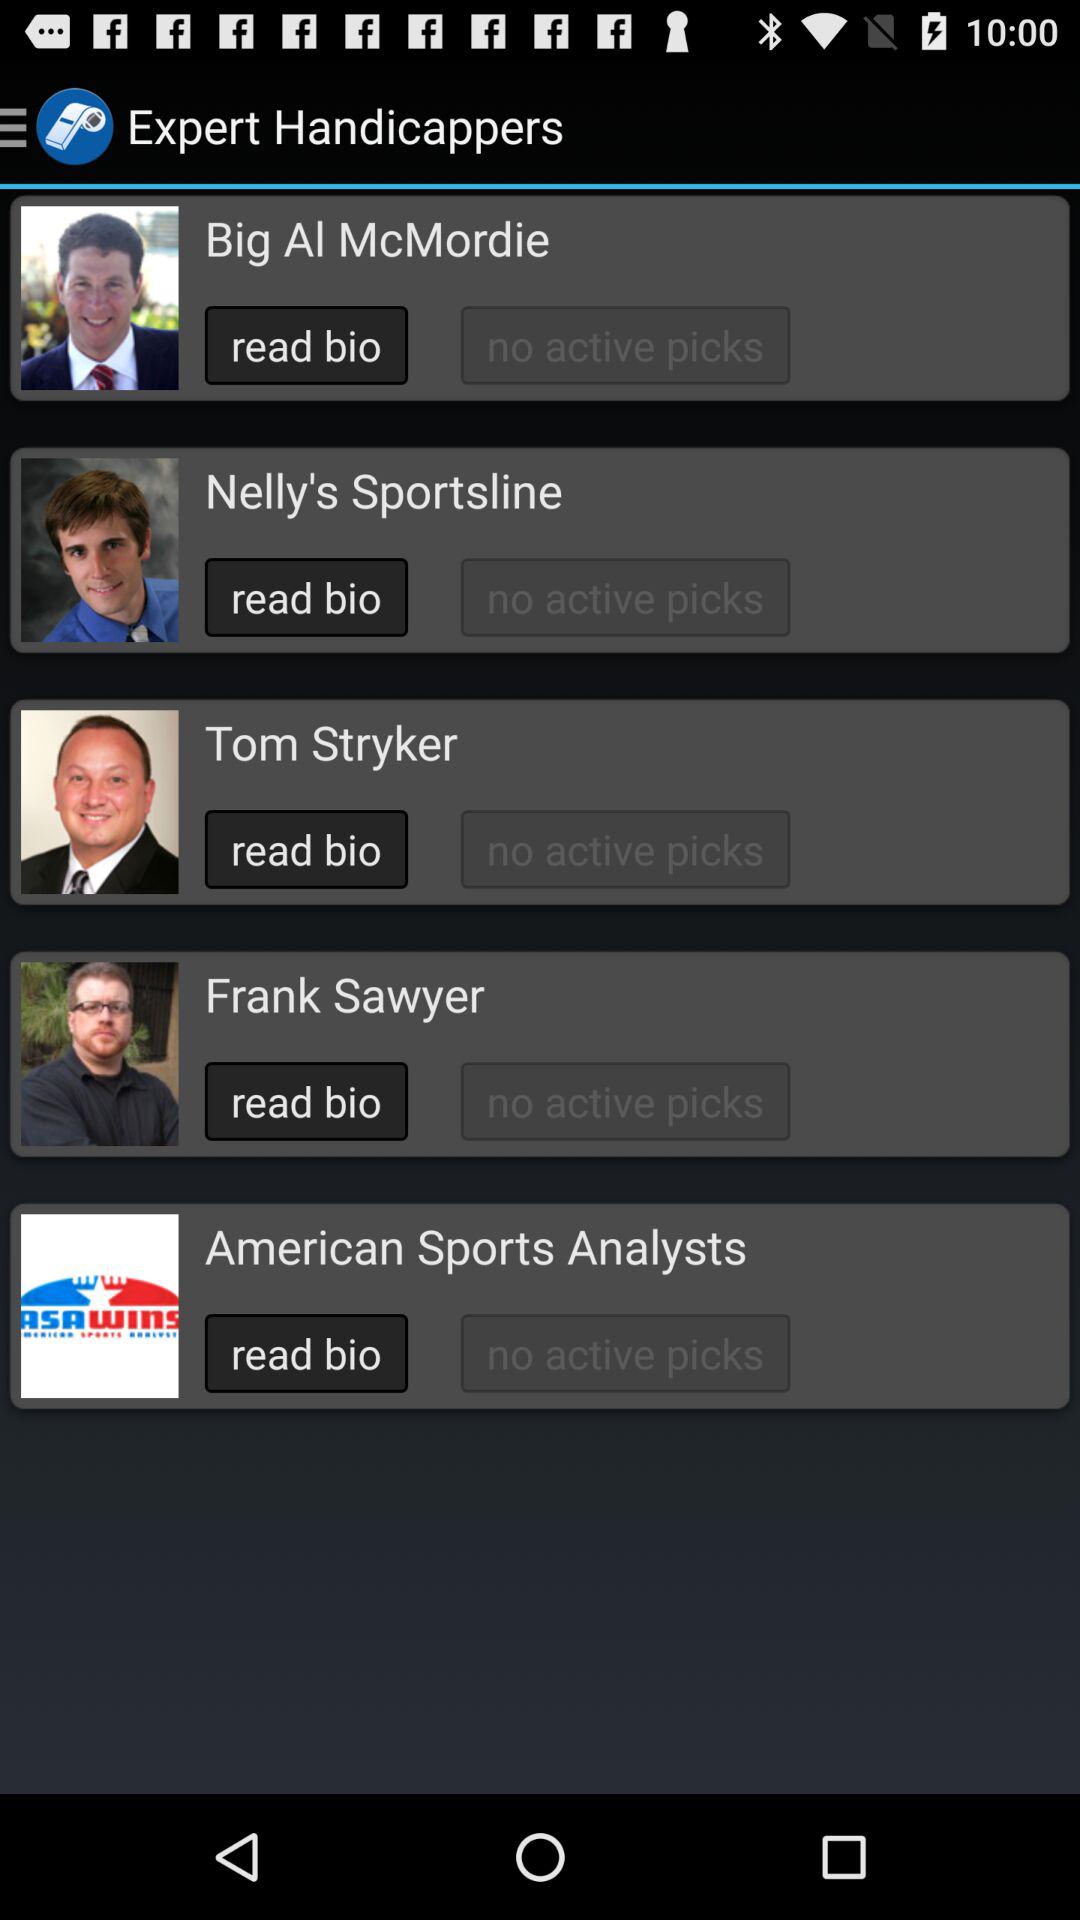 10:00
Expert Handicappers
Big Al McMordie
read bio no active picks
Nelly's Sportsline
read bio no active picks
Tom Stryker
read bio no active picks
Frank Sawyer
read bio no active picks
American Sports Analysts
ASAWINS
MERICAN SPORTS ANALYST
read bio no active picks